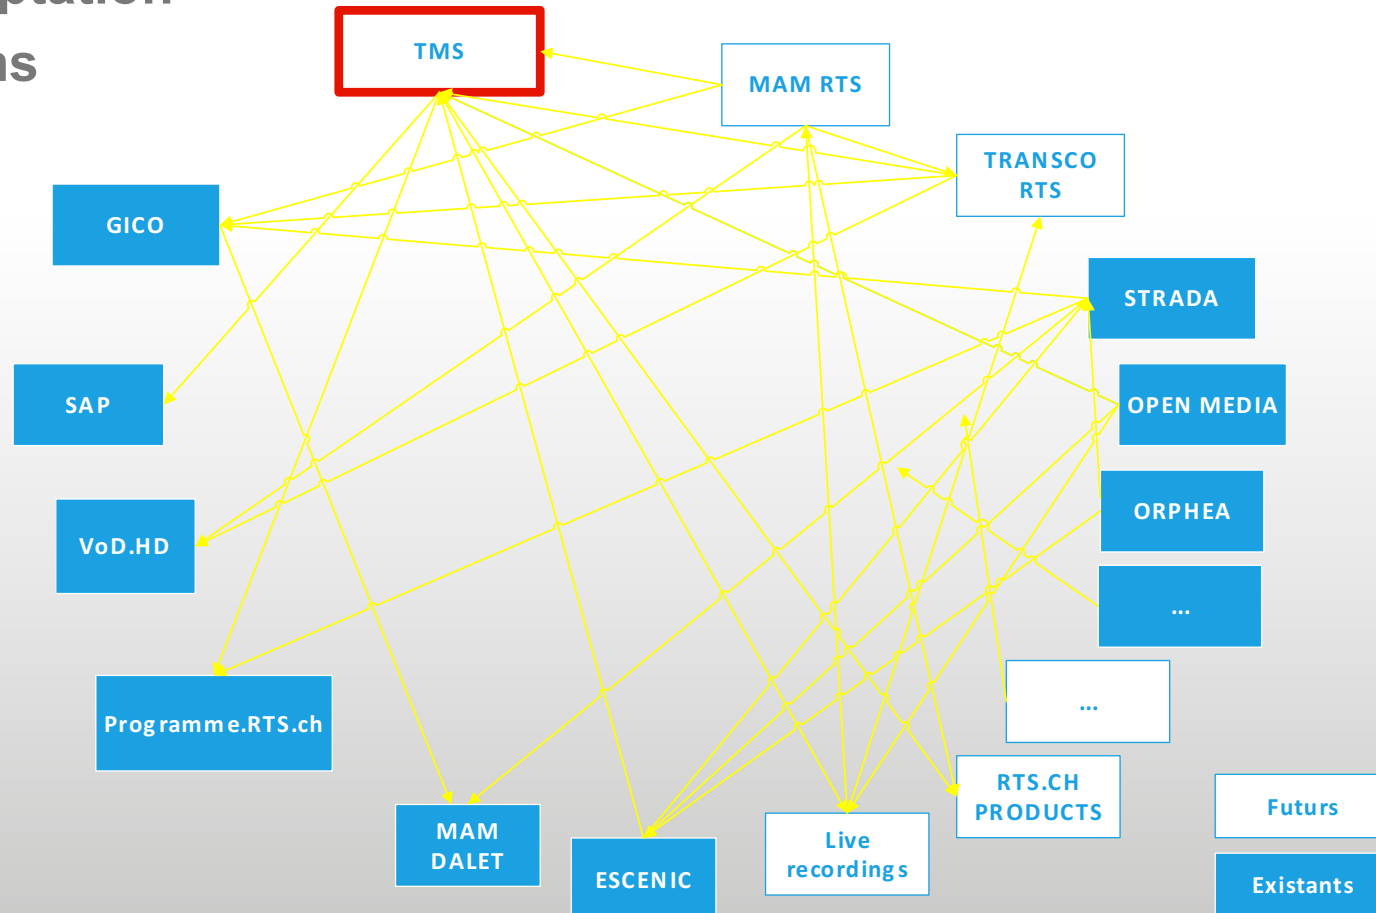 TMS
MAM RTS
TRANSCO
RTS
GICO
STRADA
SAP
OPEN MEDIA
ORPHEA
VoD.HD
...
Programme.RTS.ch
...
RTS.CH
PRODUCTS
MAM
DALET
ESCENIC
Live
recordings
Futurs
Existants